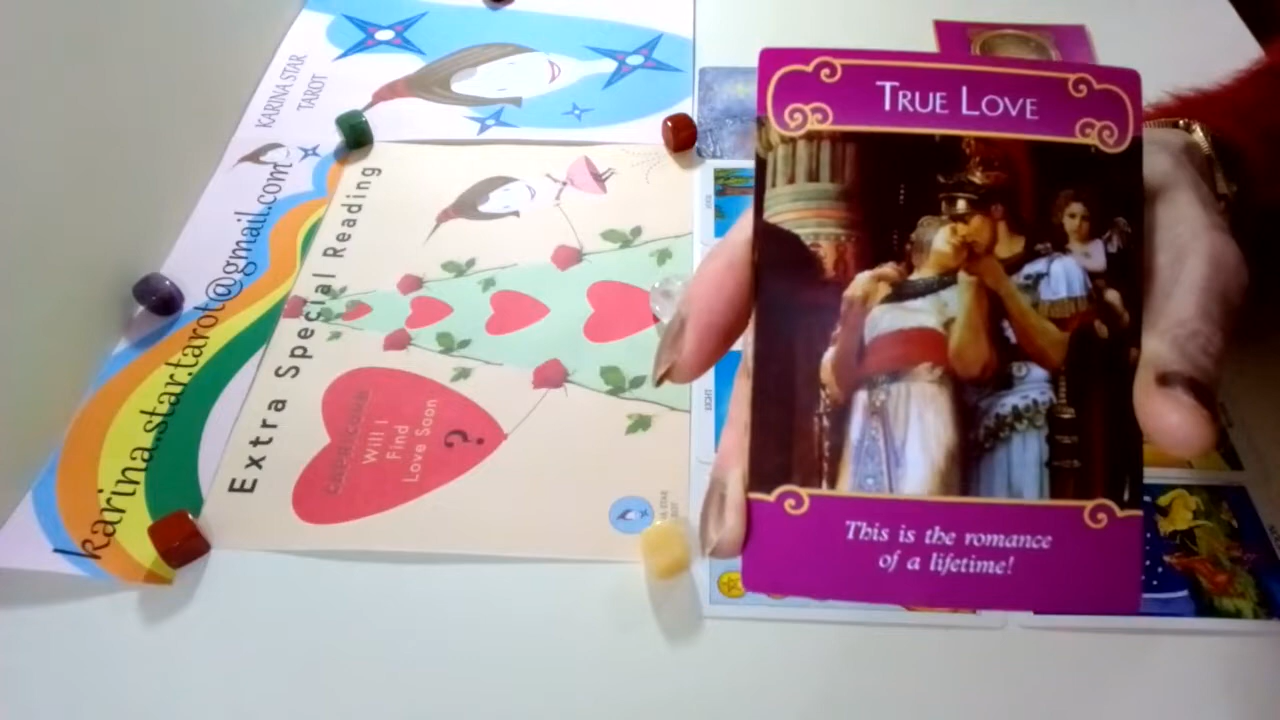 KARINA STAR
TAROT
karina.star.tarot@gmail.com
Extra Special Reading
CAPRICORN
Will I
Find
Love Soon
?
TRUE LOVE
This is the romance
of a lifetime!